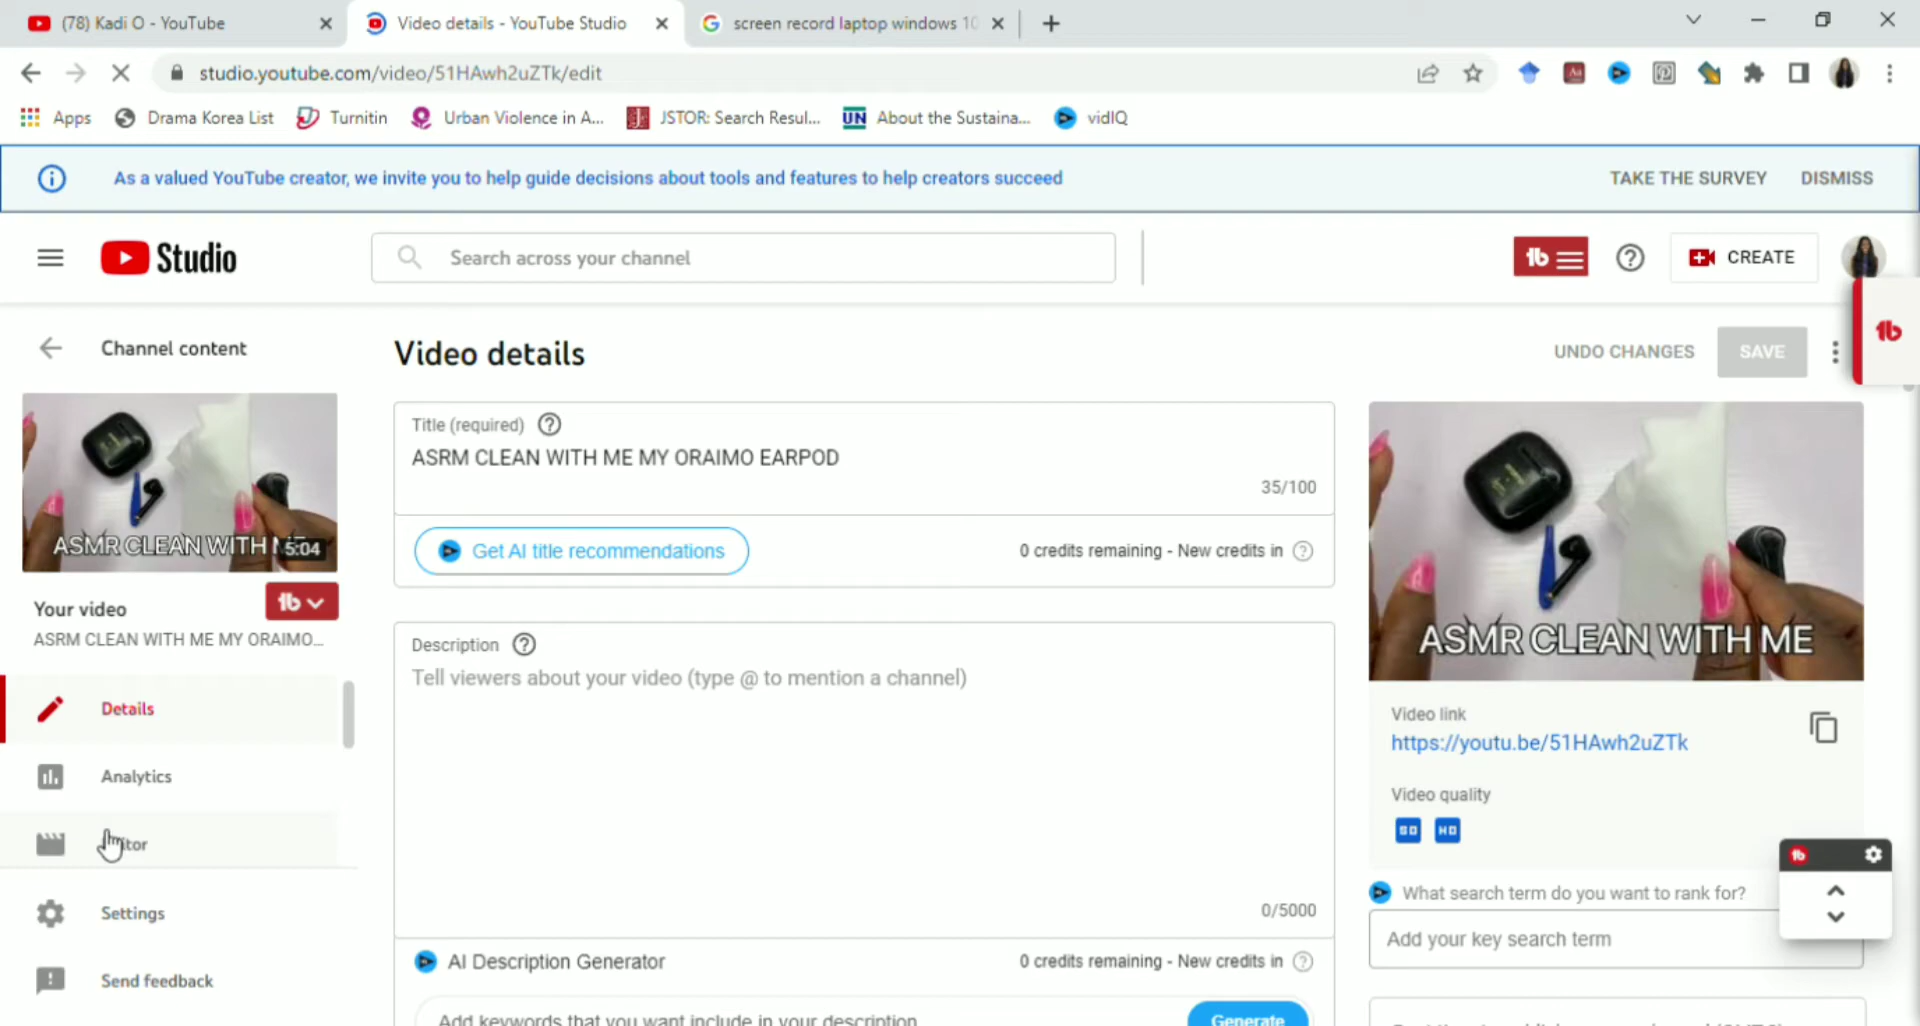 (78) Kadi O - YouTube
Video details - YouTube Studio
screen record laptop windows 10
studio.youtube.com/video/51HAwh2uZTk/edit
Apps
Drama Korea List
Turnitin
Urban Violence in A...
JSTOR: Search Resul...
UN About the Sustaina...
vidIQ
As a valued YouTube creator, we invite you to help guide decisions about tools and features to help creators succeed
TAKE THE SURVEY
DISMISS
Studio
Search across your channel
CREATE
Channel content
Video details
UNDO CHANGES
SAVE
ASMR CLEAN WITH
5:04
Your video
ASRM CLEAN WITH ME MY ORAIMO...
Details
Analytics
Settings
Send feedback
Title (required)
ASRM CLEAN WITH ME MY ORAIMO EARPOD
35/100
Get AI title recommendations
0 credits remaining - New credits in
Description
Tell viewers about your video (type @ to mention a channel)
0/5000
AI Description Generator
0 credits remaining - New credits in
Add keywords that you want include in your description
Generate
ASMR CLEAN WITH ME
Video link
https://youtu.be/51HAwh2uZTk
Video quality
SD HD
What search term do you want to rank for?
Add your key search term